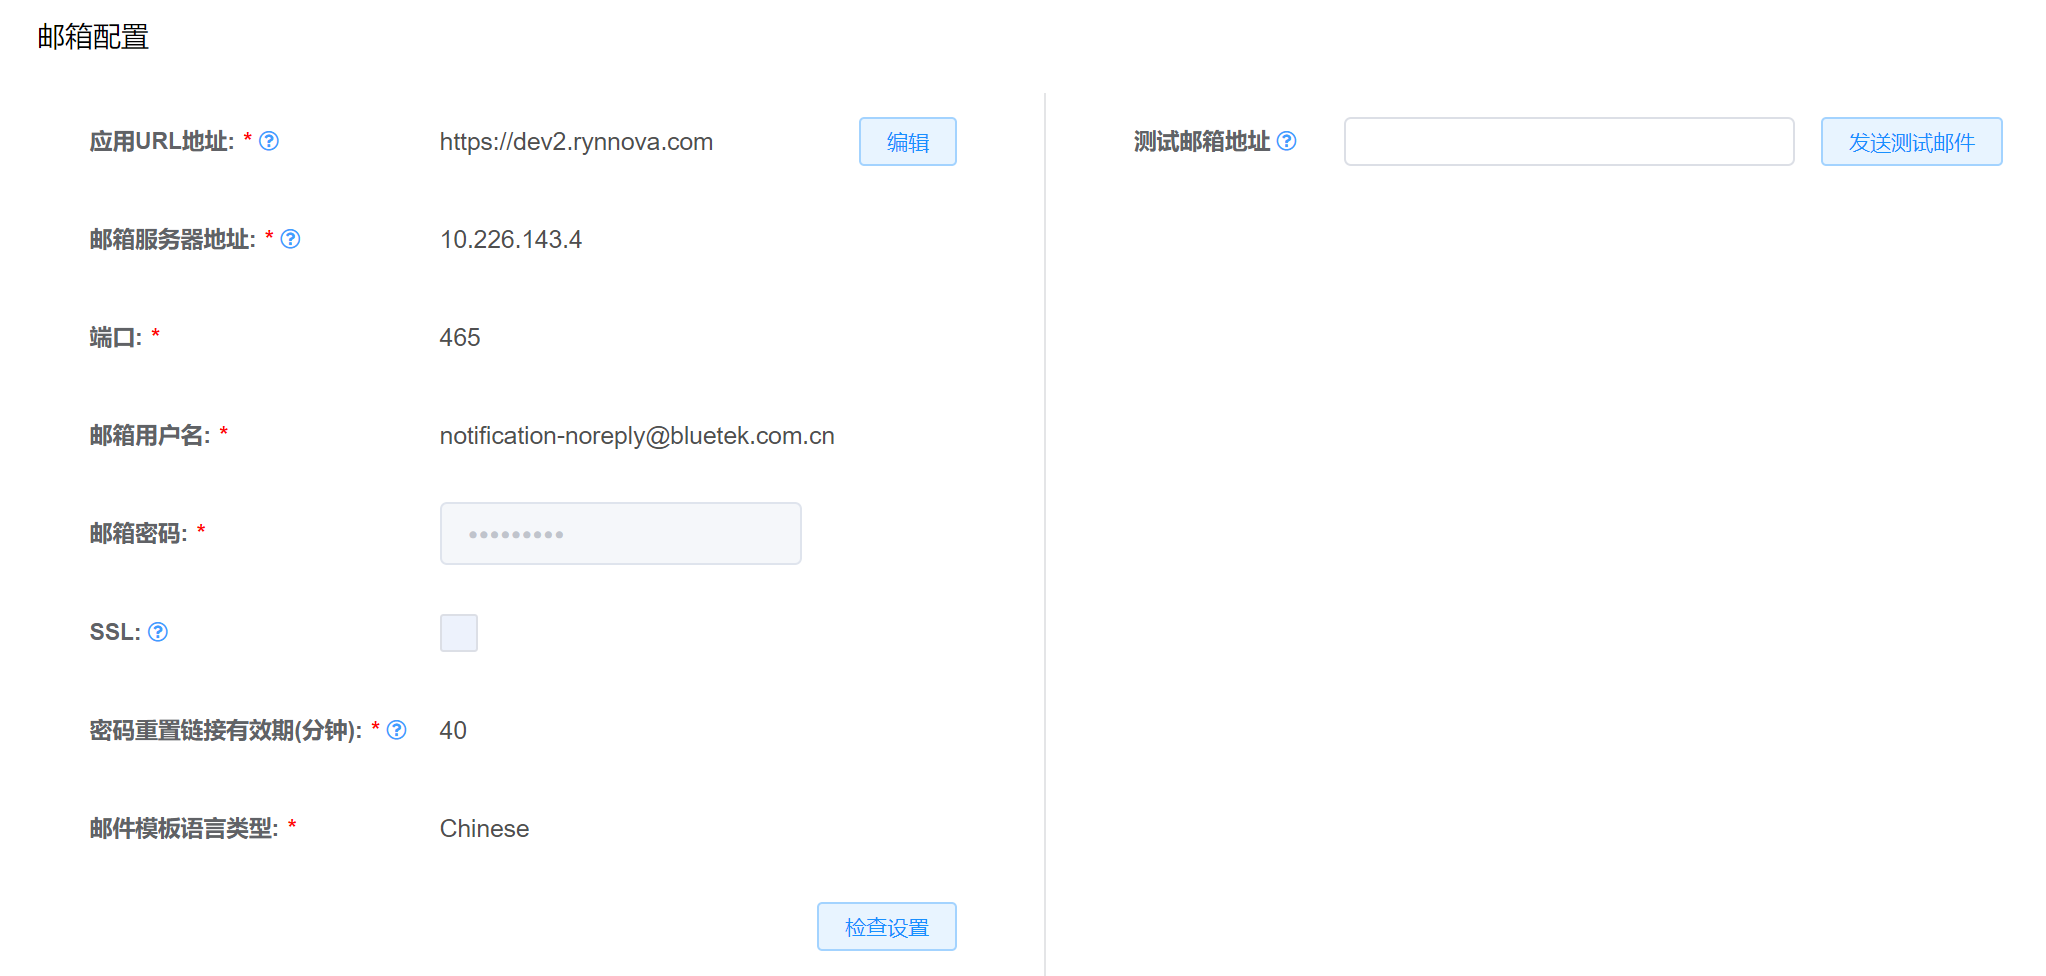 邮箱配置
应用URL地址: * ? https://dev2.rynnova.com 编辑
邮箱服务器地址: * ? 10.226.143.4
端口: * 465
邮箱用户名: * notification-noreply@bluetek.com.cn
邮箱密码: * •••••••••
SSL: ?
密码重置链接有效期(分钟): * ? 40
邮件模板语言类型: * Chinese
检查设置
测试邮箱地址 ? 发送测试邮件